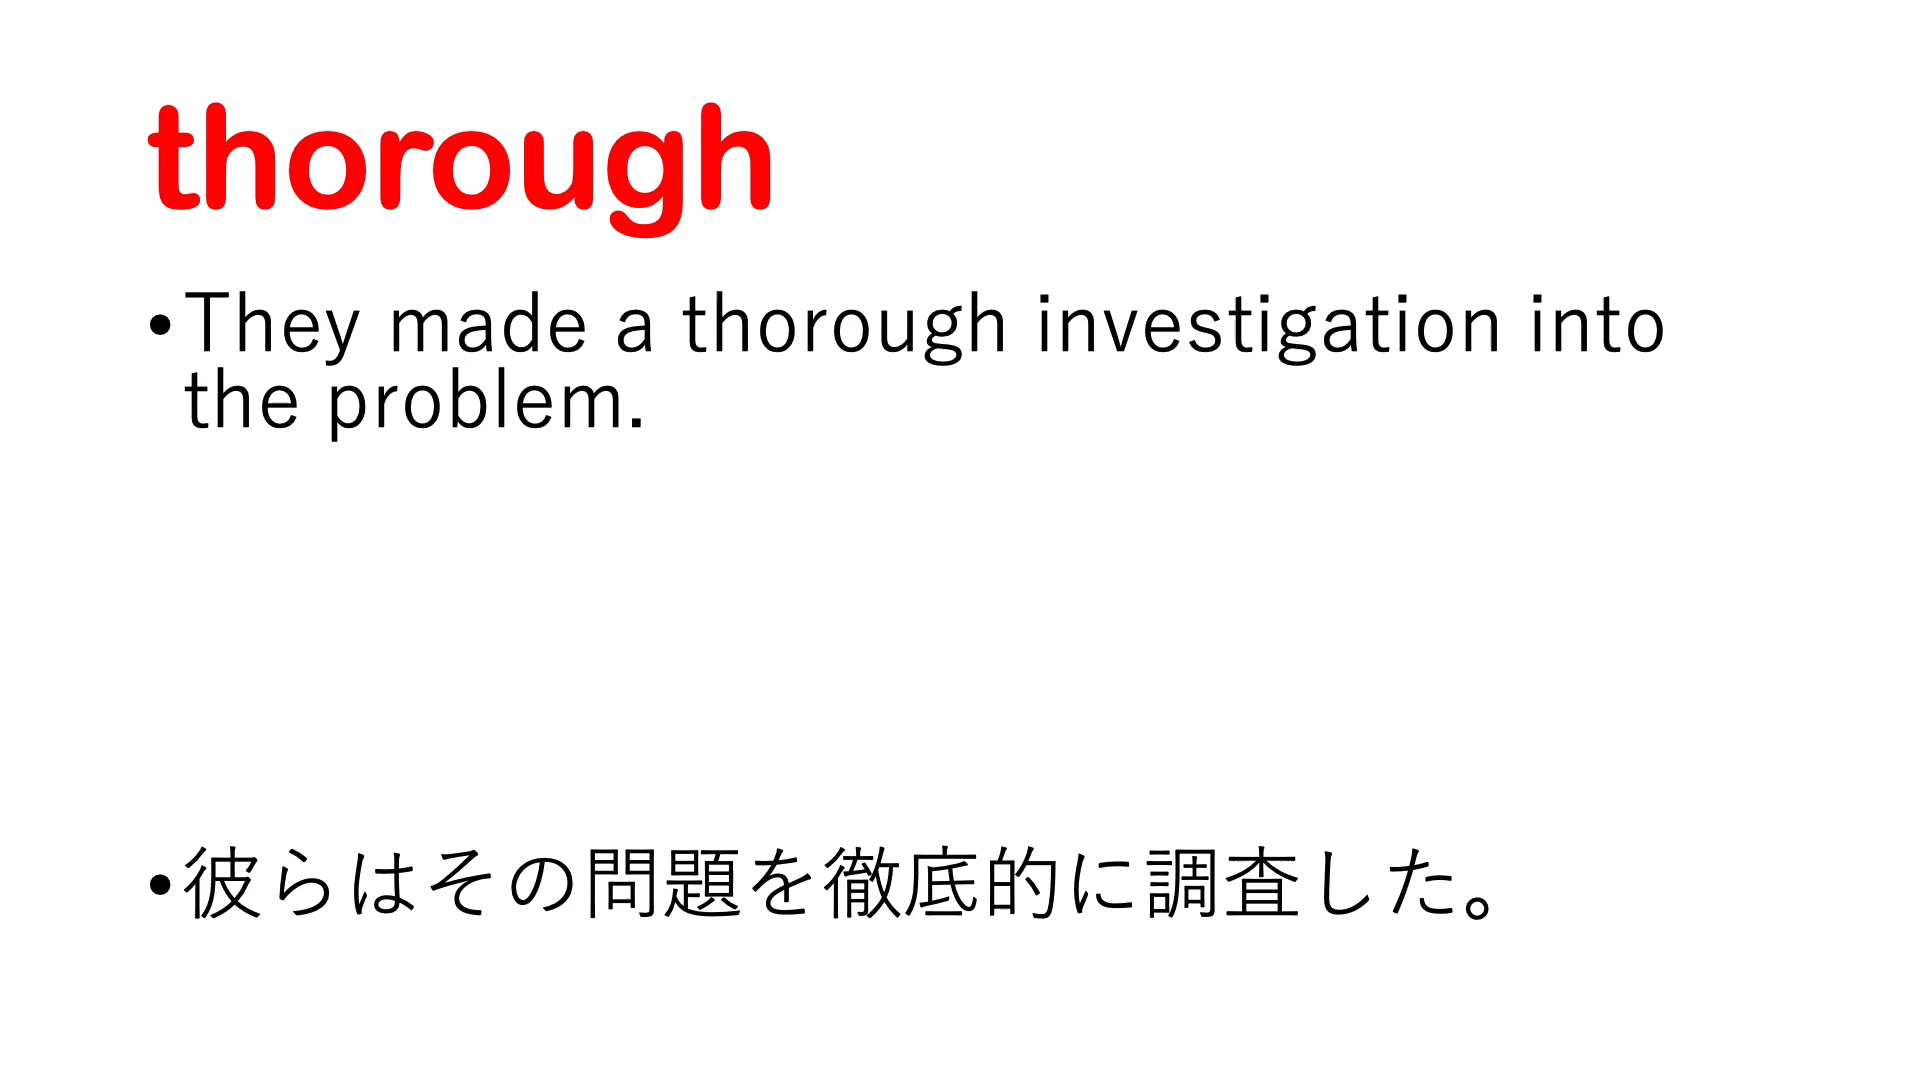 thorough
•They made a thorough investigation into
the problem.
•彼らはその問題を徹底的に調査した。